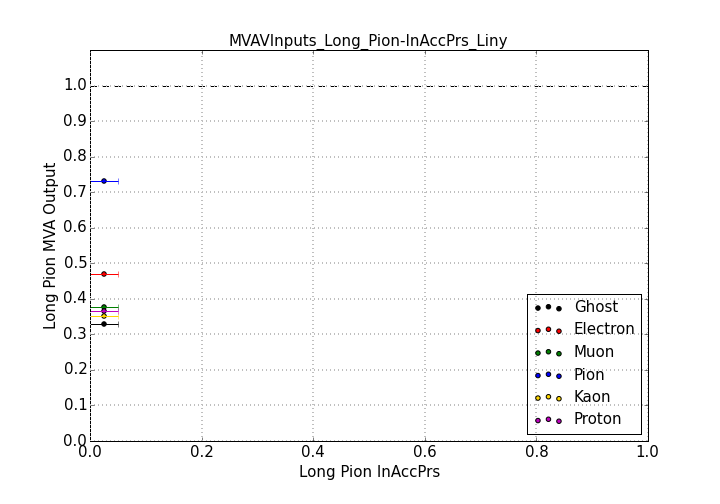 MVAVInputs_Long_Pion-InAccPrs_Liny
1.0
0.9
0.8
0.7
0.6
0.5
0.4
0.3
0.2
0.1
0.0
Long Pion MVA Output
Ghost
Electron
Muon
Pion
Kaon
Proton
0.0 0.2 0.4 0.6 0.8 1.0
Long Pion InAccPrs